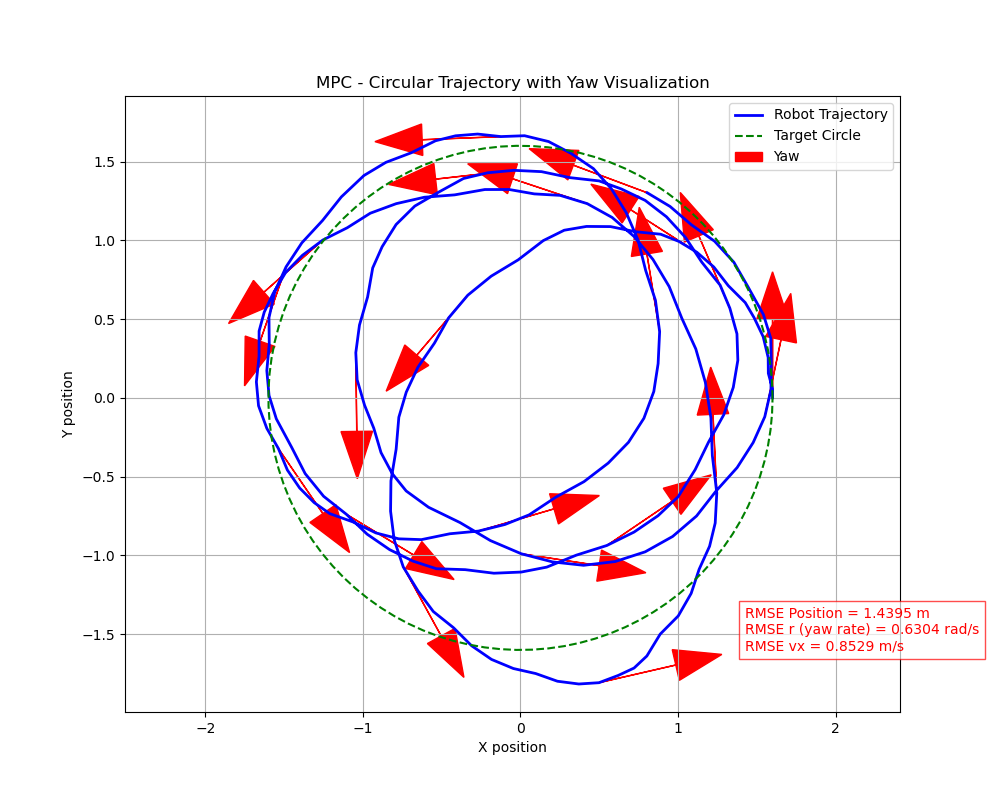 MPC - Circular Trajectory with Yaw Visualization
Robot Trajectory
Target Circle
Yaw
1.5
1.0
0.5
0.0
−0.5
−1.0
−1.5
Y position
RMSE Position = 1.4395 m
RMSE r (yaw rate) = 0.6304 rad/s
RMSE vx = 0.8529 m/s
−2 −1 0 1 2
X position